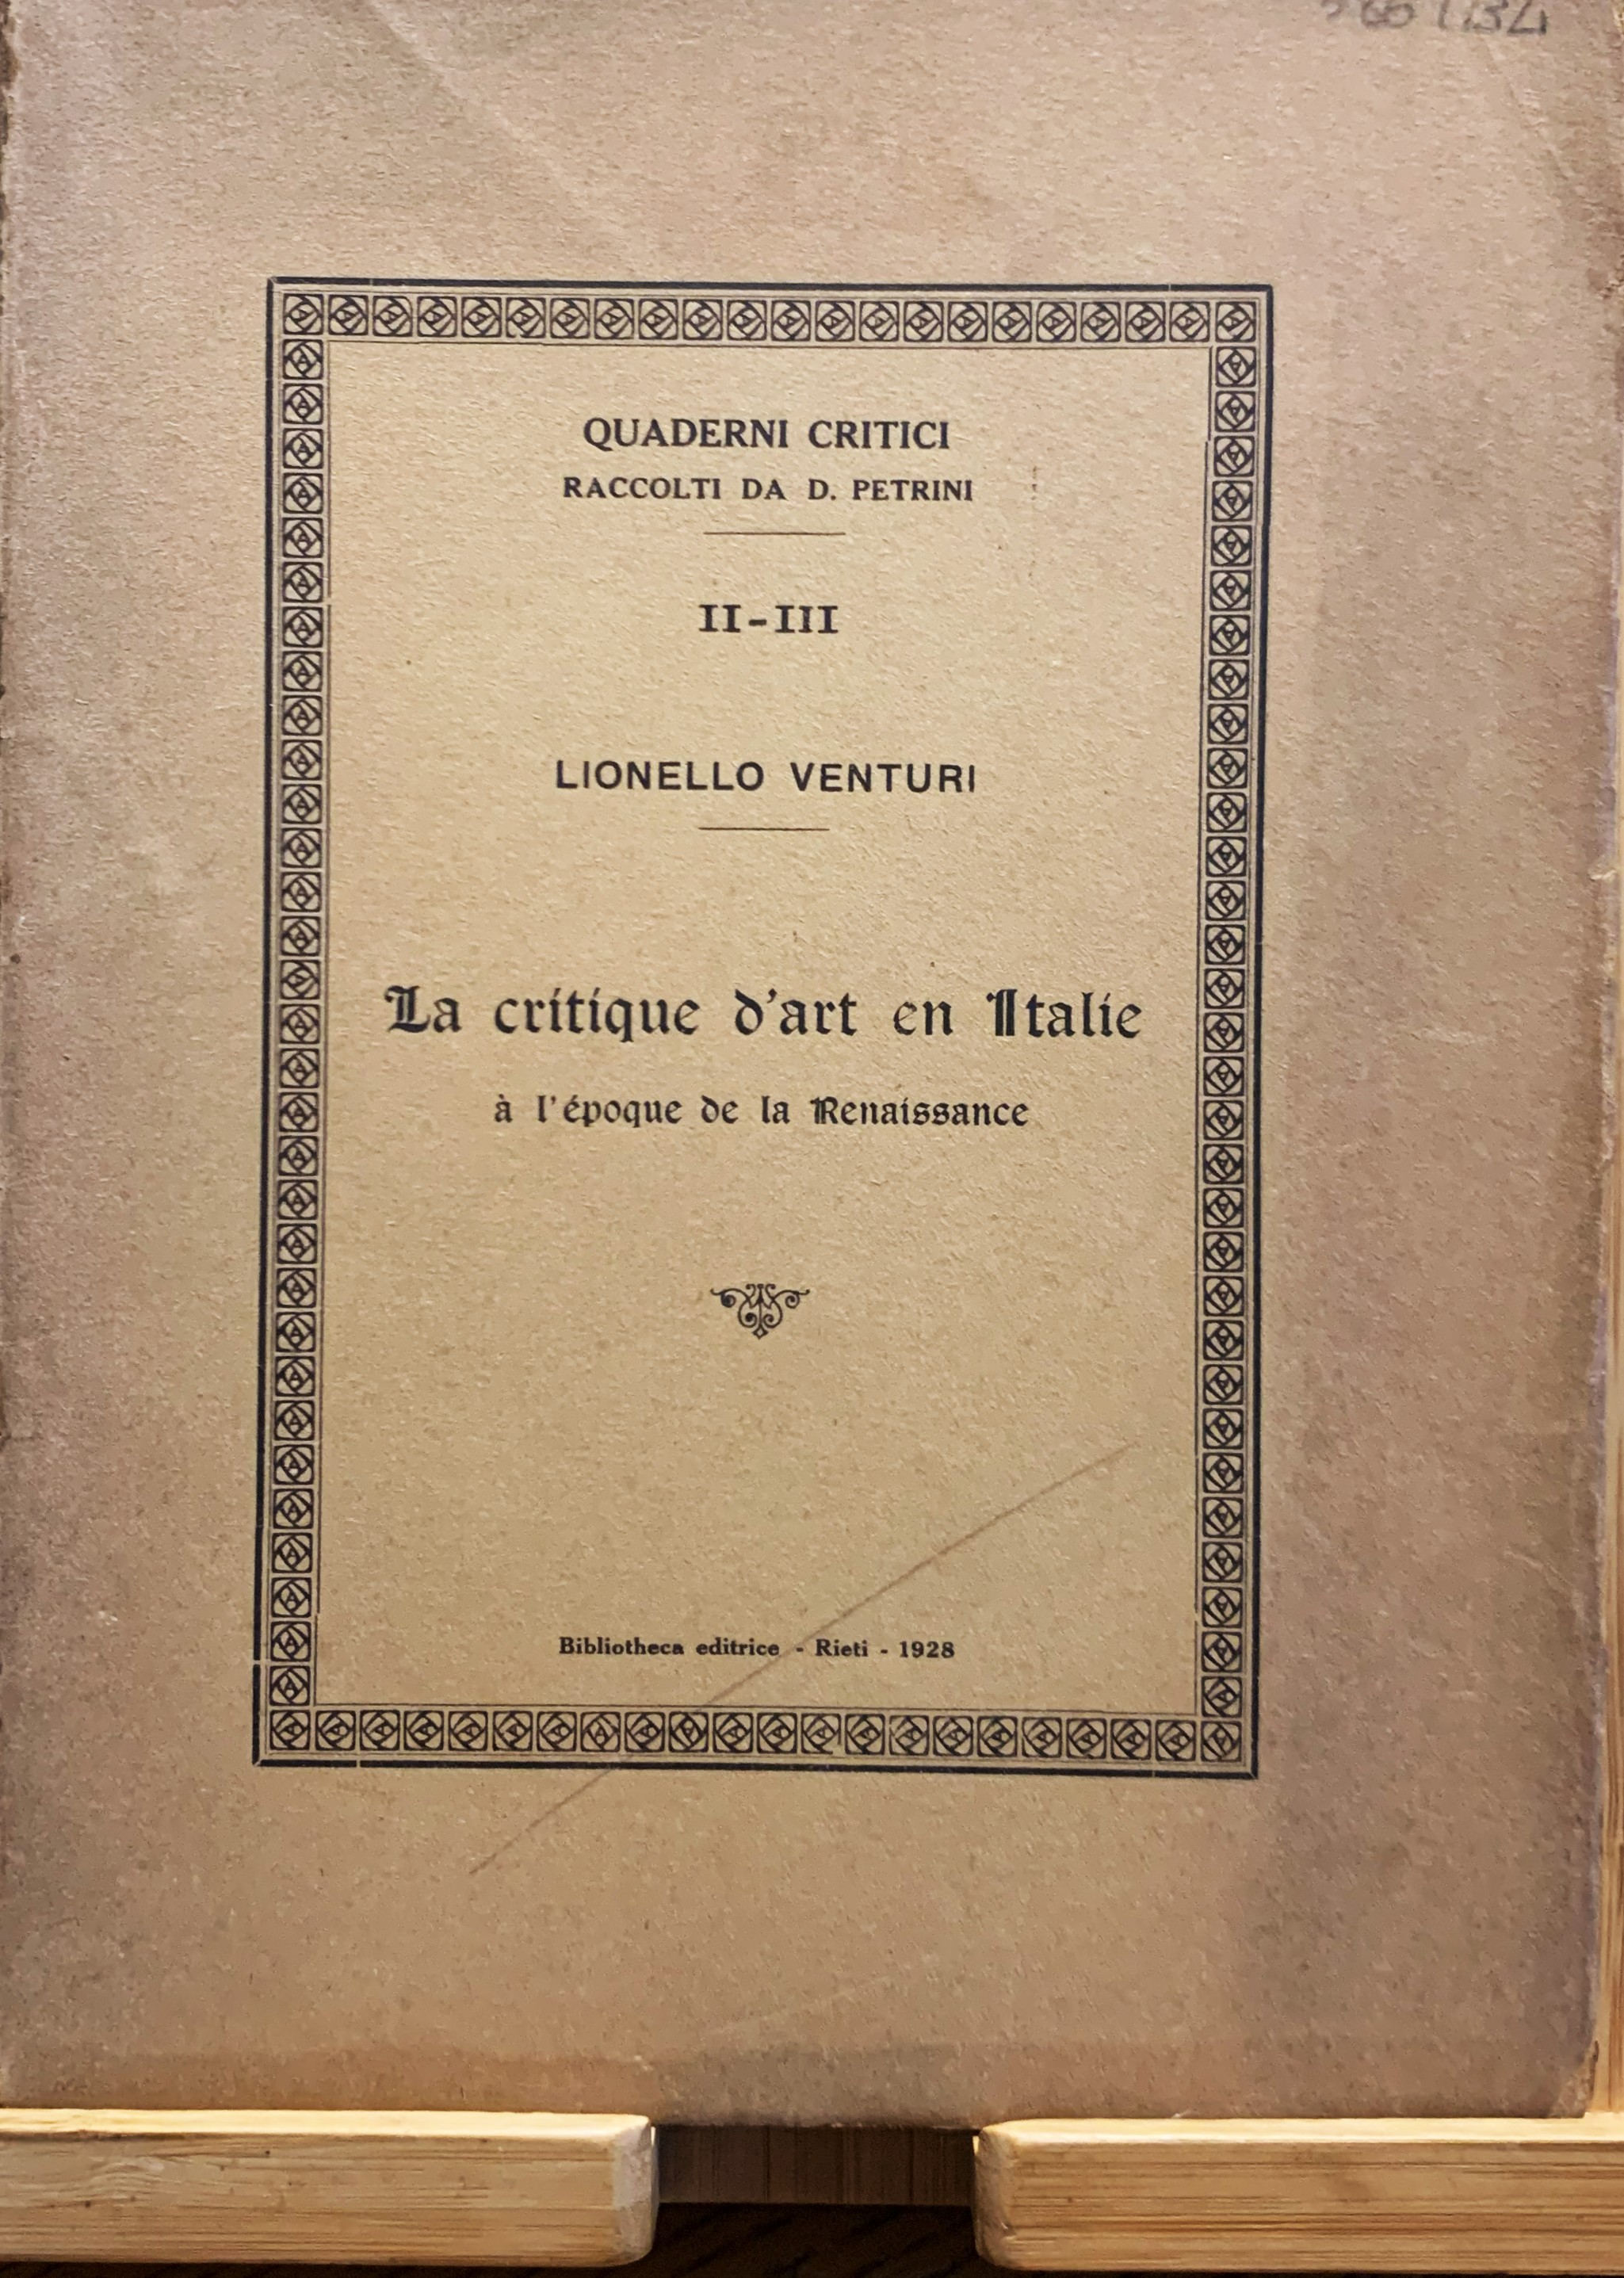 QUADERNI CRITICI
RACCOLTI DA D. PETRINI
II-III
LIONELLO VENTURI
La critique d'art en Italie
à l'époque de la Renaissance
Bibliotheca editrice - Rieti - 1928